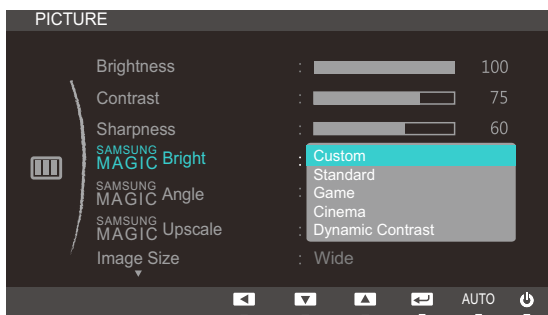 PICTURE
Brightness : 100
Contrast : 75
Sharpness : 60
SAMSUNG MAGIC Bright : Custom
Standard
SAMSUNG MAGIC Angle : Game
Cinema
SAMSUNG MAGIC Upscale : Dynamic Contrast
Image Size : Wide
AUTO